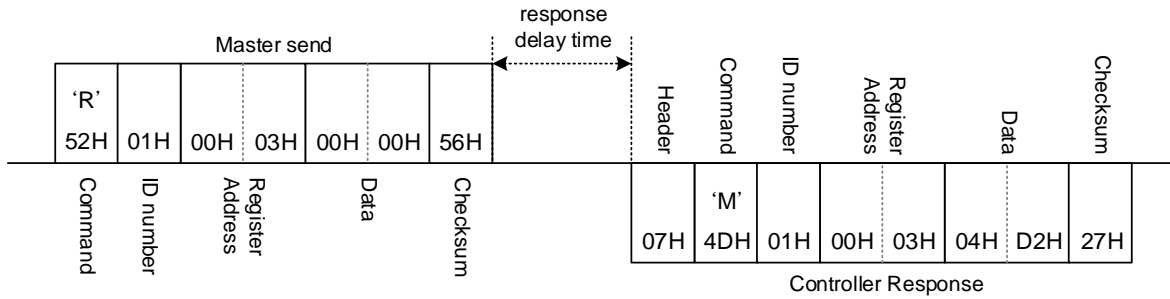 response
delay time
Master send
'R'
52H 01H 00H 03H 00H 00H 56H
Command
ID number
Register
Address
Data
Checksum
Header
Command
ID number
Register
Address
Data
Checksum
'M'
07H 4DH 01H 00H 03H 04H D2H 27H
Controller Response